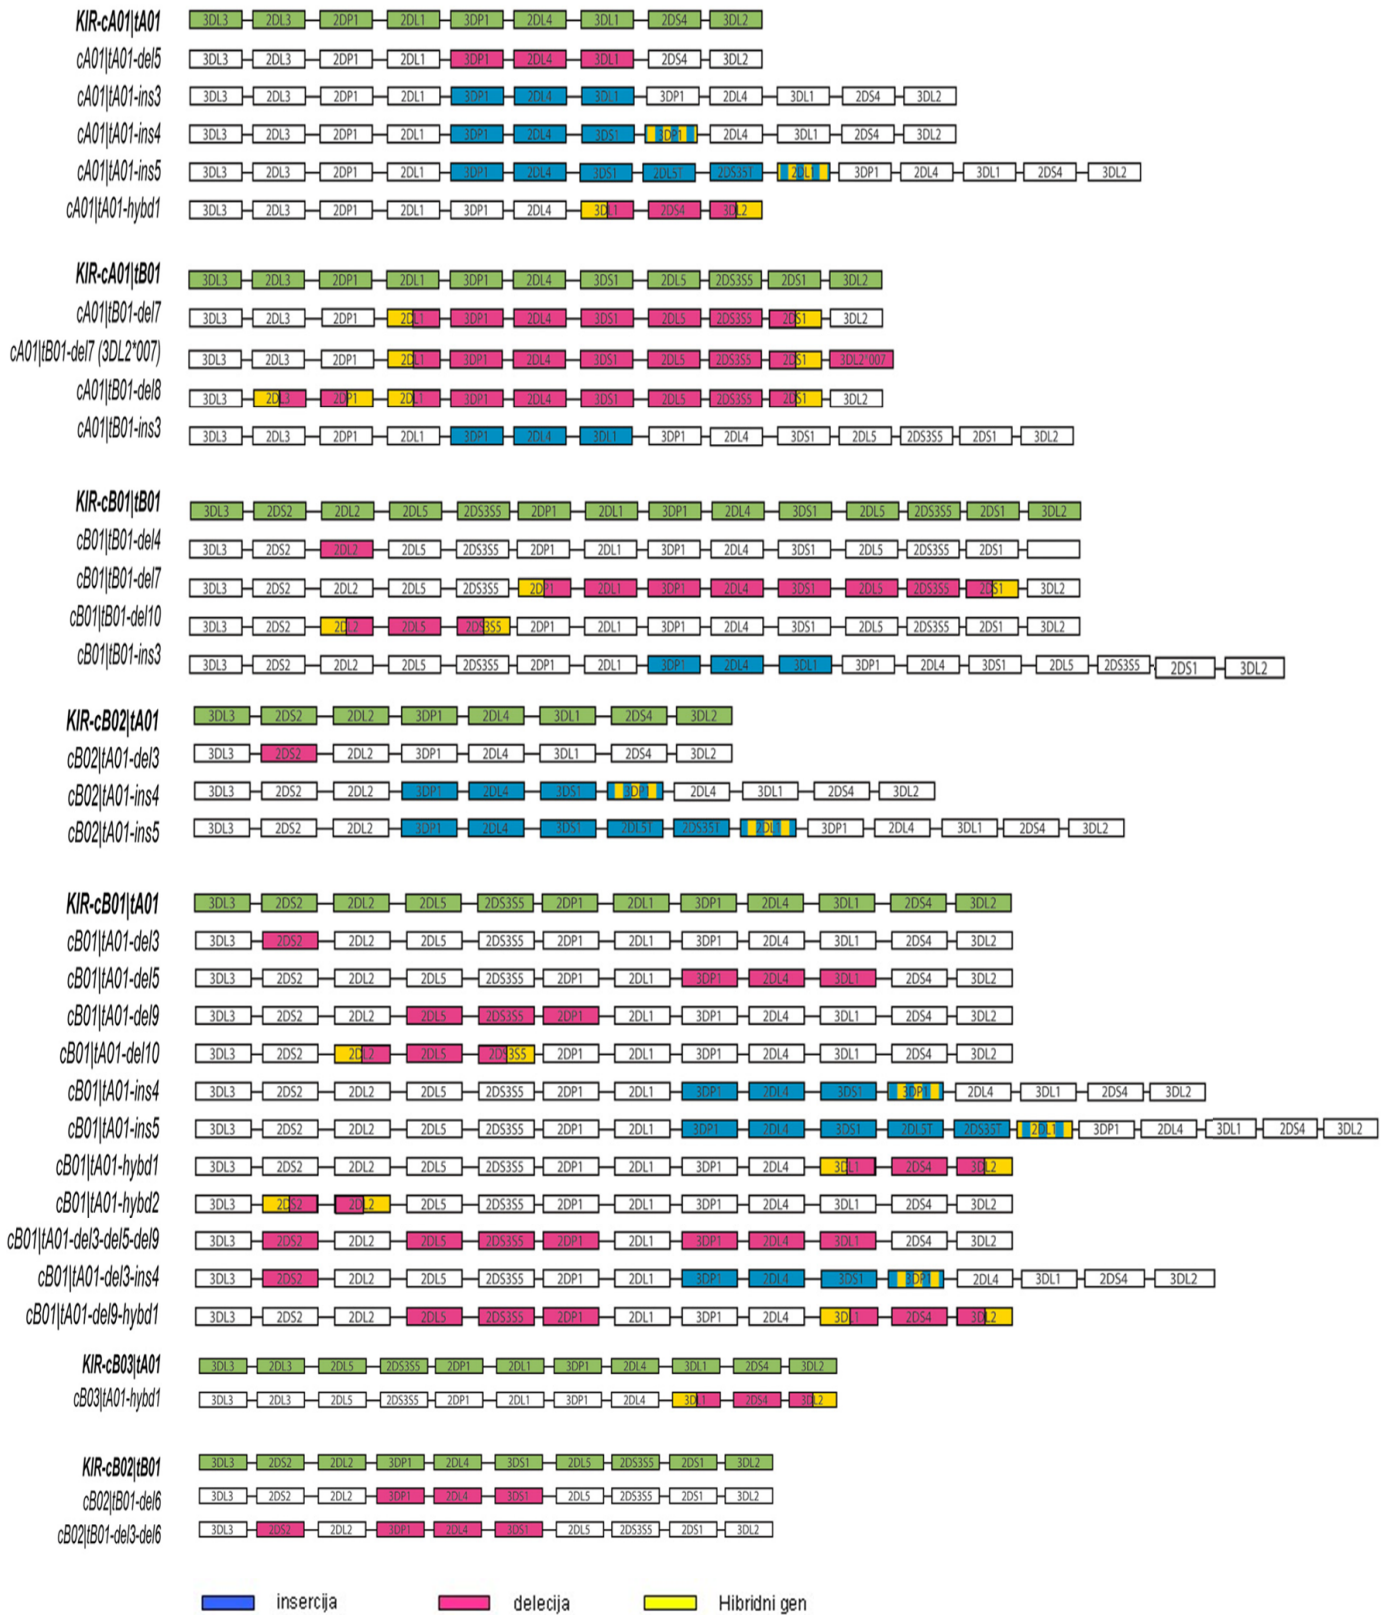 KIR-cA01|tA01 3DL3 2DL3 2DP1 2DL1 3DP1 2DL4 3DL1 2DS4 3DL2
cA01|tA01-del5 3DL3 2DL3 2DP1 2DL1 3DP1 2DL4 3DL1 2DS4 3DL2
cA01|tA01-ins3 3DL3 2DL3 2DP1 2DL1 3DP1 2DL4 3DL1 3DP1 2DL4 3DL1 2DS4 3DL2
cA01|tA01-ins4 3DL3 2DL3 2DP1 2DL1 3DP1 2DL4 3DS1 3DP1 2DL4 3DL1 2DS4 3DL2
cA01|tA01-ins5 3DL3 2DL3 2DP1 2DL1 3DP1 2DL4 3DS1 2DL5T 2DS35T 2DL1 3DP1 2DL4 3DL1 2DS4 3DL2
cA01|tA01-hybd1 3DL3 2DL3 2DP1 2DL1 3DP1 2DL4 3DL1 2DS4 3DL2
KIR-cA01|tB01 3DL3 2DL3 2DP1 2DL1 3DP1 2DL4 3DS1 2DL5 2DS3S5 2DS1 3DL2
cA01|tB01-del7 3DL3 2DL3 2DP1 2DL1 3DP1 2DL4 3DS1 2DL5 2DS3S5 2DS1 3DL2
cA01|tB01-del7 (3DL2*007) 3DL3 2DL3 2DP1 2DL1 3DP1 2DL4 3DS1 2DL5 2DS3S5 2DS1 3DL2*007
cA01|tB01-del8 3DL3 2DL3 2DP1 2DL1 3DP1 2DL4 3DS1 2DL5 2DS3S5 2DS1 3DL2
cA01|tB01-ins3 3DL3 2DL3 2DP1 2DL1 3DP1 2DL4 3DL1 3DP1 2DL4 3DS1 2DL5 2DS3S5 2DS1 3DL2
KIR-cB01|tB01 3DL3 2DS2 2DL2 2DL5 2DS3S5 2DP1 2DL1 3DP1 2DL4 3DS1 2DL5 2DS3S5 2DS1 3DL2
cB01|tB01-del4 3DL3 2DS2 2DL2 2DL5 2DS3S5 2DP1 2DL1 3DP1 2DL4 3DS1 2DL5 2DS3S5 2DS1
cB01|tB01-del7 3DL3 2DS2 2DL2 2DL5 2DS3S5 2DP1 2DL1 3DP1 2DL4 3DS1 2DL5 2DS3S5 2DS1 3DL2
cB01|tB01-del10 3DL3 2DS2 2DL2 2DL5 2DS3S5 2DP1 2DL1 3DP1 2DL4 3DS1 2DL5 2DS3S5 2DS1 3DL2
cB01|tB01-ins3 3DL3 2DS2 2DL2 2DL5 2DS3S5 2DP1 2DL1 3DP1 2DL4 3DL1 3DP1 2DL4 3DS1 2DL5 2DS3S5 2DS1 3DL2
KIR-cB02|tA01 3DL3 2DS2 2DL2 3DP1 2DL4 3DL1 2DS4 3DL2
cB02|tA01-del3 3DL3 2DS2 2DL2 3DP1 2DL4 3DL1 2DS4 3DL2
cB02|tA01-ins4 3DL3 2DS2 2DL2 3DP1 2DL4 3DS1 3DP1 2DL4 3DL1 2DS4 3DL2
cB02|tA01-ins5 3DL3 2DS2 2DL2 3DP1 2DL4 3DS1 2DL5T 2DS35T 2DL1 3DP1 2DL4 3DL1 2DS4 3DL2
KIR-cB01|tA01 3DL3 2DS2 2DL2 2DL5 2DS3S5 2DP1 2DL1 3DP1 2DL4 3DL1 2DS4 3DL2
cB01|tA01-del3 3DL3 2DS2 2DL2 2DL5 2DS3S5 2DP1 2DL1 3DP1 2DL4 3DL1 2DS4 3DL2
cB01|tA01-del5 3DL3 2DS2 2DL2 2DL5 2DS3S5 2DP1 2DL1 3DP1 2DL4 3DL1 2DS4 3DL2
cB01|tA01-del9 3DL3 2DS2 2DL2 2DL5 2DS3S5 2DP1 2DL1 3DP1 2DL4 3DL1 2DS4 3DL2
cB01|tA01-del10 3DL3 2DS2 2DL2 2DL5 2DS3S5 2DP1 2DL1 3DP1 2DL4 3DL1 2DS4 3DL2
cB01|tA01-ins4 3DL3 2DS2 2DL2 2DL5 2DS3S5 2DP1 2DL1 3DP1 2DL4 3DS1 3DP1 2DL4 3DL1 2DS4 3DL2
cB01|tA01-ins5 3DL3 2DS2 2DL2 2DL5 2DS3S5 2DP1 2DL1 3DP1 2DL4 3DS1 2DL5T 2DS35T 2DL1 3DP1 2DL4 3DL1 2DS4 3DL2
cB01|tA01-hybd1 3DL3 2DS2 2DL2 2DL5 2DS3S5 2DP1 2DL1 3DP1 2DL4 3DL1 2DS4 3DL2
cB01|tA01-hybd2 3DL3 2DS2 2DL2 2DL5 2DS3S5 2DP1 2DL1 3DP1 2DL4 3DL1 2DS4 3DL2
cB01|tA01-del3-del5-del9 3DL3 2DS2 2DL2 2DL5 2DS3S5 2DP1 2DL1 3DP1 2DL4 3DL1 2DS4 3DL2
cB01|tA01-del3-ins4 3DL3 2DS2 2DL2 2DL5 2DS3S5 2DP1 2DL1 3DP1 2DL4 3DS1 3DP1 2DL4 3DL1 2DS4 3DL2
cB01|tA01-del9-hybd1 3DL3 2DS2 2DL2 2DL5 2DS3S5 2DP1 2DL1 3DP1 2DL4 3DL1 2DS4 3DL2
KIR-cB03|tA01 3DL3 2DL3 2DL5 2DS3S5 2DP1 2DL1 3DP1 2DL4 3DL1 2DS4 3DL2
cB03|tA01-hybd1 3DL3 2DL3 2DL5 2DS3S5 2DP1 2DL1 3DP1 2DL4 3DL1 2DS4 3DL2
KIR-cB02|tB01 3DL3 2DS2 2DL2 3DP1 2DL4 3DS1 2DL5 2DS3S5 2DS1 3DL2
cB02|tB01-del6 3DL3 2DS2 2DL2 3DP1 2DL4 3DS1 2DL5 2DS3S5 2DS1 3DL2
cB02|tB01-del3-del6 3DL3 2DS2 2DL2 3DP1 2DL4 3DS1 2DL5 2DS3S5 2DS1 3DL2
insercija delecija Hibridni gen